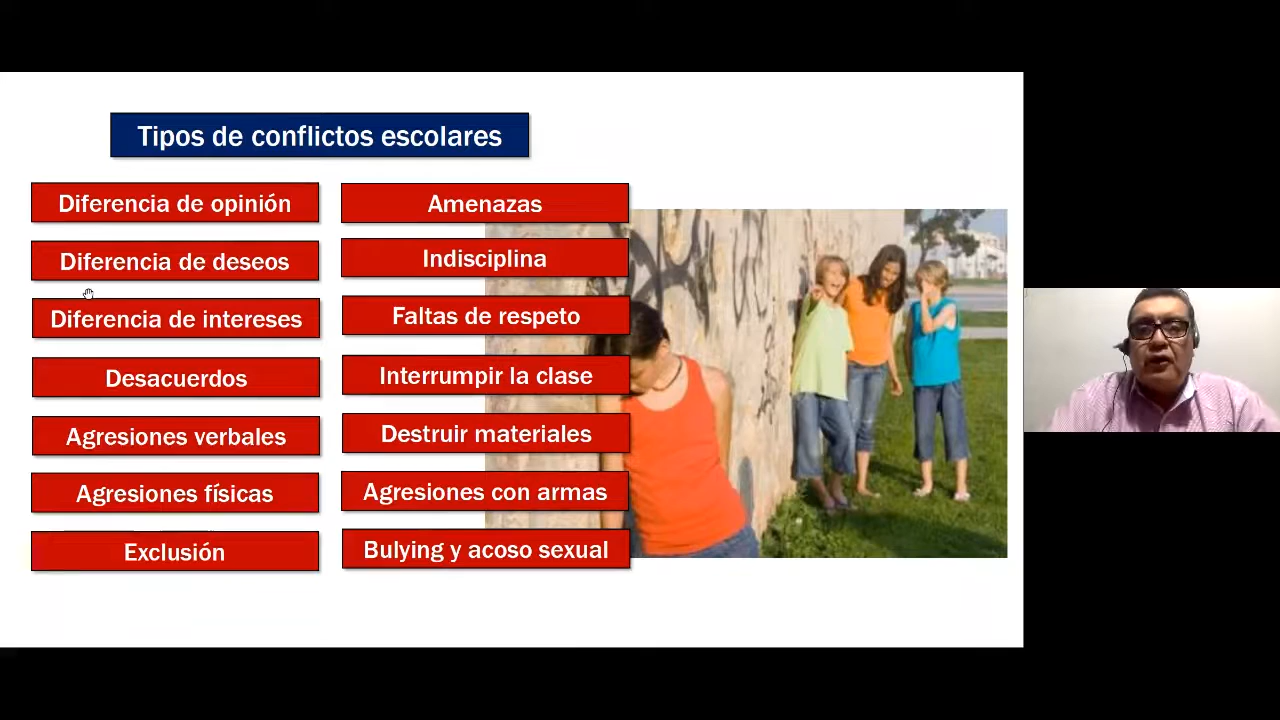 Tipos de conflictos escolares
Diferencia de opinión
Diferencia de deseos
Diferencia de intereses
Desacuerdos
Agresiones verbales
Agresiones físicas
Exclusión
Amenazas
Indisciplina
Faltas de respeto
Interrumpir la clase
Destruir materiales
Agresiones con armas
Bulying y acoso sexual